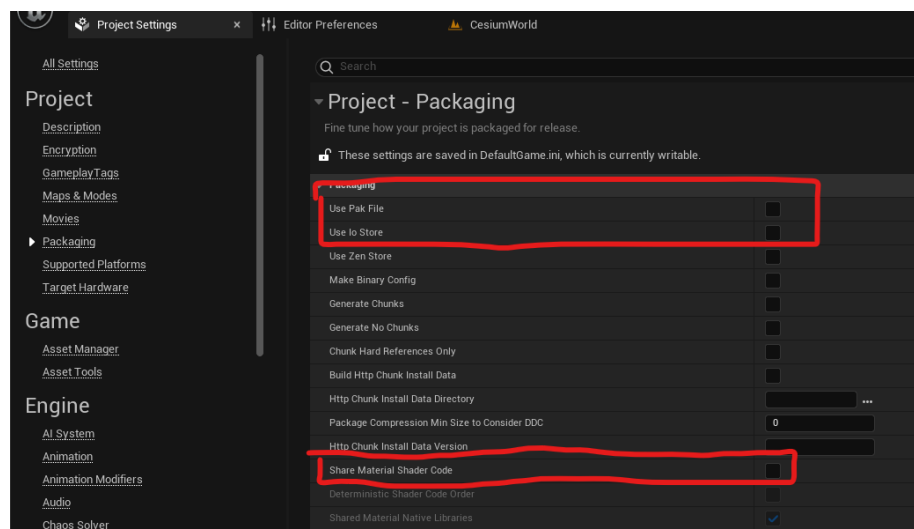 Project Settings
Editor Preferences
CesiumWorld
All Settings
Project
Description
Encryption
GameplayTags
Maps & Modes
Movies
Packaging
Supported Platforms
Target Hardware
Game
Asset Manager
Asset Tools
Engine
AI System
Animation
Animation Modifiers
Audio
Chaos Solver
Search
Project - Packaging
Fine tune how your project is packaged for release.
These settings are saved in DefaultGame.ini, which is currently writable.
Packaging
Use Pak File
Use Io Store
Use Zen Store
Make Binary Config
Generate Chunks
Generate No Chunks
Chunk Hard References Only
Build Http Chunk Install Data
Http Chunk Install Data Directory
...
Package Compression Min Size to Consider DDC
0
Http Chunk Install Data Version
Share Material Shader Code
Deterministic Shader Code Order
Shared Material Native Libraries